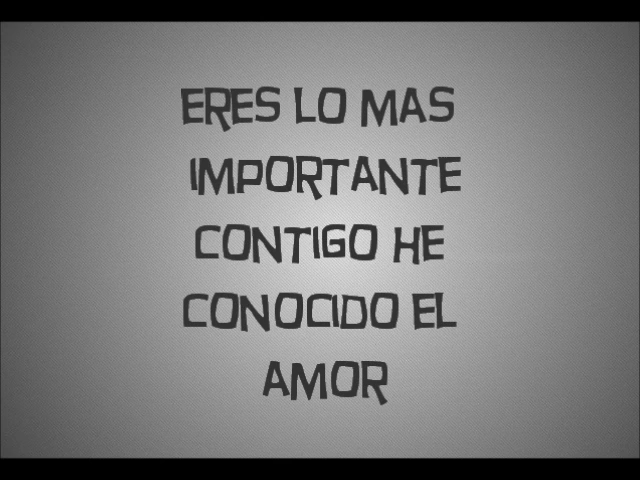 ERES LO MAS
IMPORTANTE
CONTIGO HE
CONOCIDO EL
AMOR